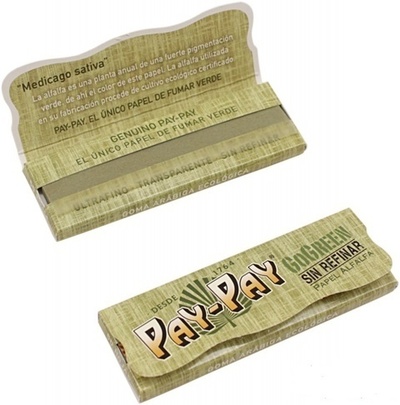 "Medicago sativa"
La alfalfa es una planta anual de una fuerte pigmentación
verde, de ahí el color de este papel. La alfalfa utilizada
en su fabricación procede de cultivo ecológico certificado
PAY-PAY, EL ÚNICO PAPEL DE FUMAR VERDE
GENUINO PAY-PAY
EL ÚNICO PAPEL DE FUMAR VERDE
ULTRAFINO - TRANSPARENTE - SIN REFINAR
GOMA ARÁBIGA ECOLÓGICA
DESDE 1764
PAY-PAY
GOGREEN
SIN REFINAR
PAPEL ALFALFA